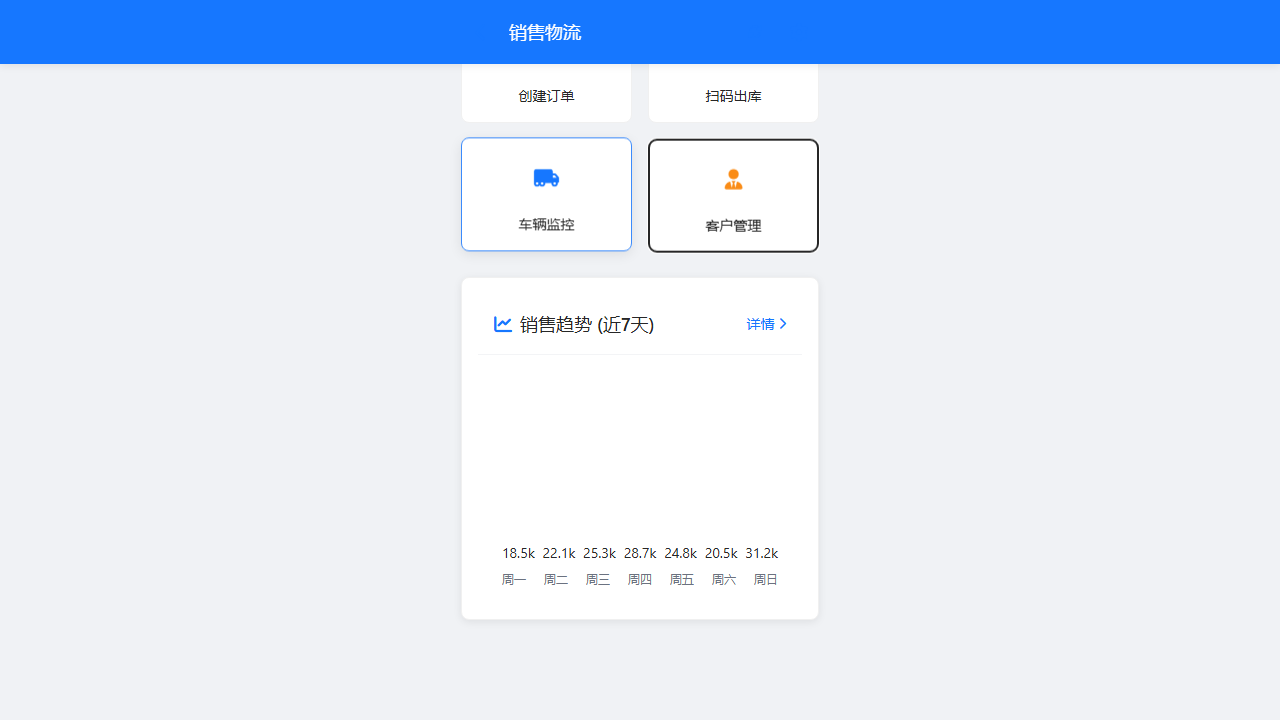 销售物流
创建订单 扫码出库
车辆监控 客户管理
销售趋势 (近7天) 详情
18.5k 22.1k 25.3k 28.7k 24.8k 20.5k 31.2k
周一 周二 周三 周四 周五 周六 周日